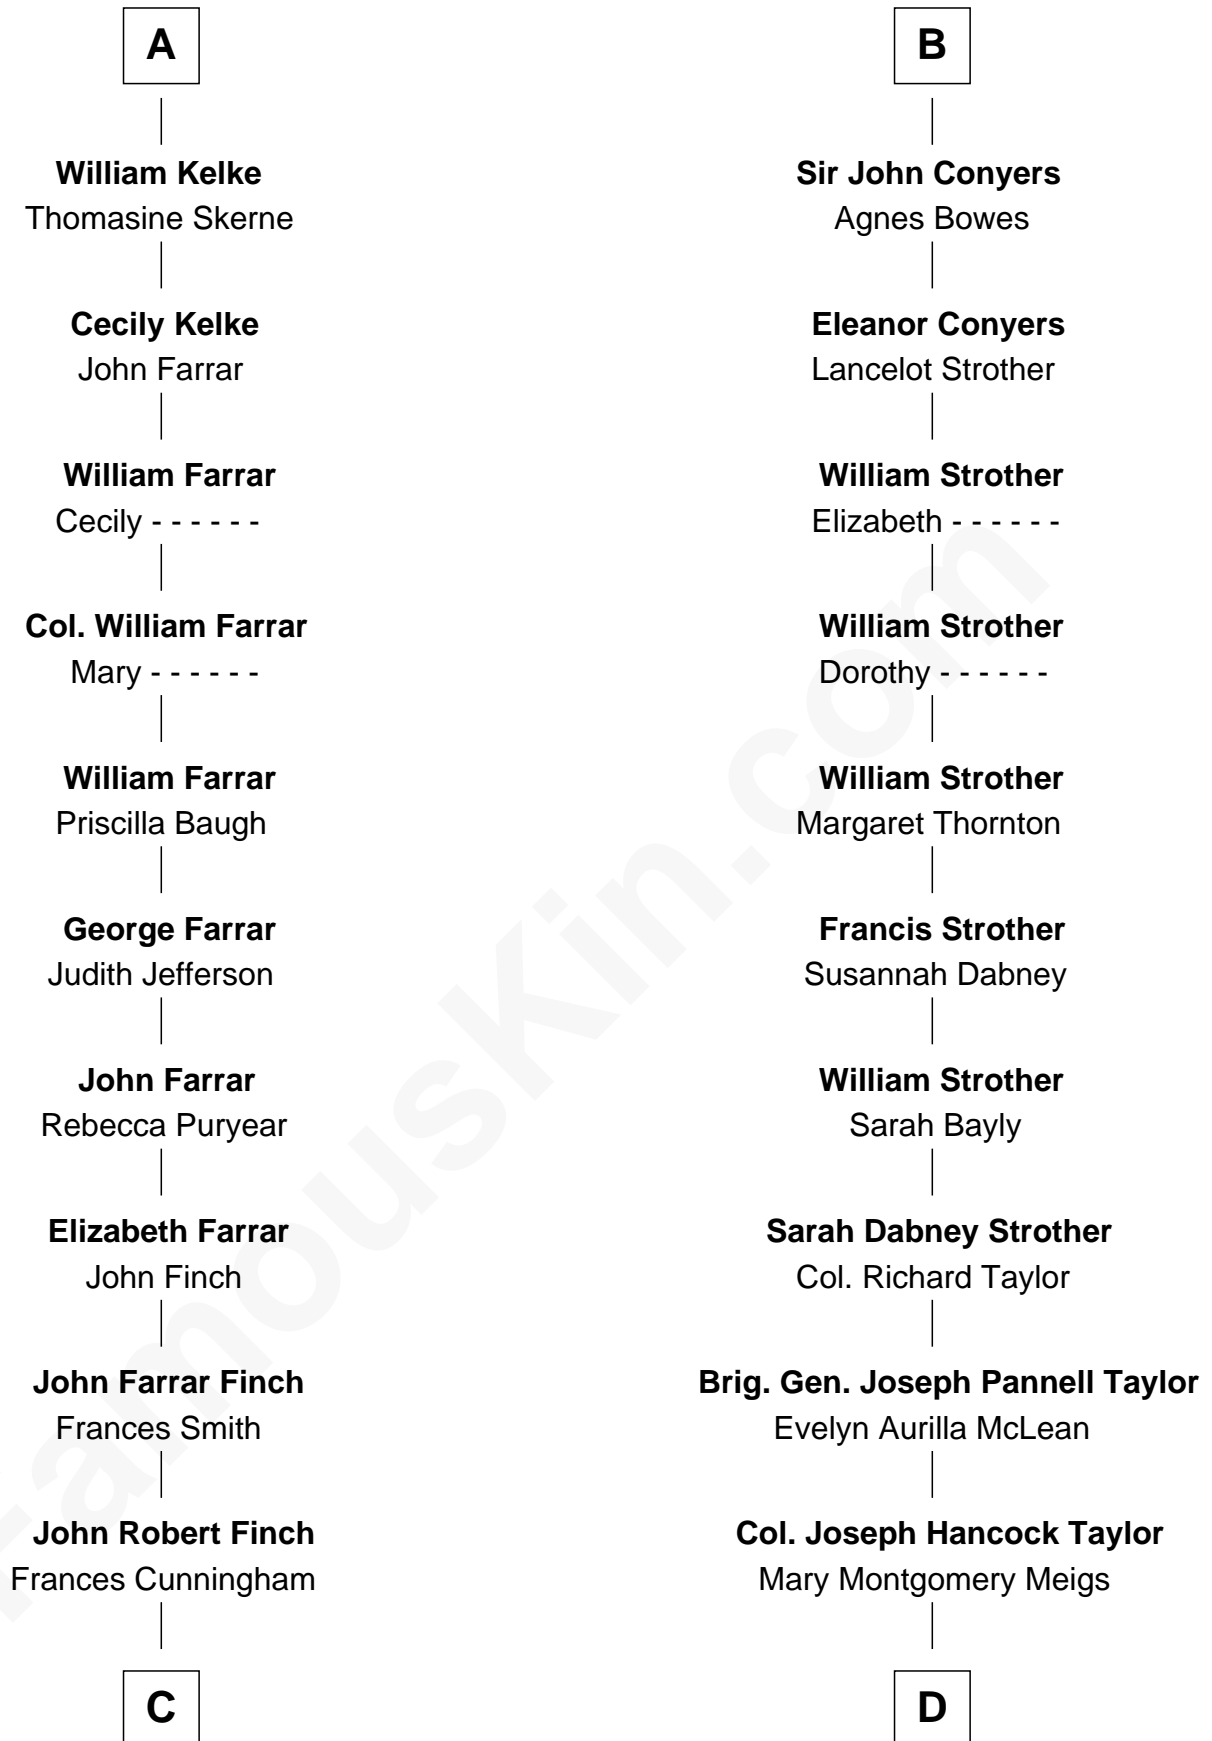 A
William Kelke
Thomasine Skerne
Cecily Kelke
John Farrar
William Farrar
Cecily - - - - - -
Col. William Farrar
Mary - - - - - -
William Farrar
Priscilla Baugh
George Farrar
Judith Jefferson
John Farrar
Rebecca Puryear
Elizabeth Farrar
John Finch
John Farrar Finch
Frances Smith
John Robert Finch
Frances Cunningham
C
B
Sir John Conyers
Agnes Bowes
Eleanor Conyers
Lancelot Strother
William Strother
Elizabeth - - - - - -
William Strother
Dorothy - - - - - -
William Strother
Margaret Thornton
Francis Strother
Susannah Dabney
William Strother
Sarah Bayly
Sarah Dabney Strother
Col. Richard Taylor
Brig. Gen. Joseph Pannell Taylor
Evelyn Aurilla McLean
Col. Joseph Hancock Taylor
Mary Montgomery Meigs
D
FamousKin.com